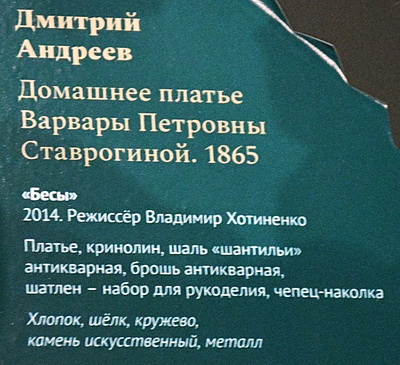 Дмитрий
Андреев
Домашнее платье
Варвары Петровны
Ставрогиной. 1865
«Бесы»
2014. Режиссёр Владимир Хотиненко
Платье, кринолин, шаль «шантильи»
антикварная, брошь антикварная,
шатлен – набор для рукоделия, чепец-наколка
Хлопок, шёлк, кружево,
камень искусственный, металл